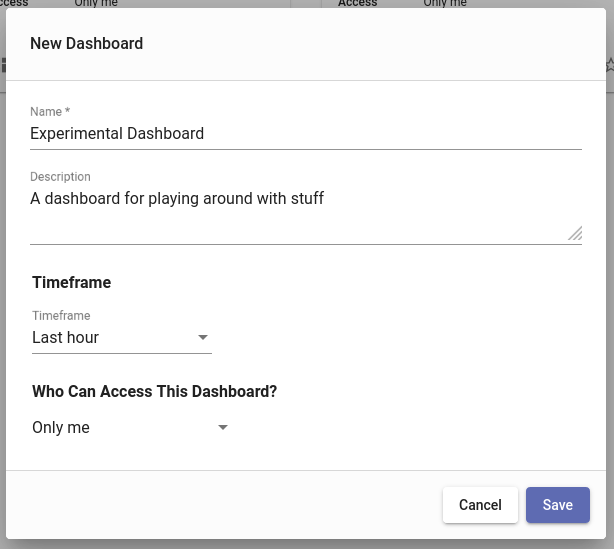 Access Only me Access Only me
New Dashboard
Name *
Experimental Dashboard
Description
A dashboard for playing around with stuff
Timeframe
Timeframe
Last hour
Who Can Access This Dashboard?
Only me
Cancel Save